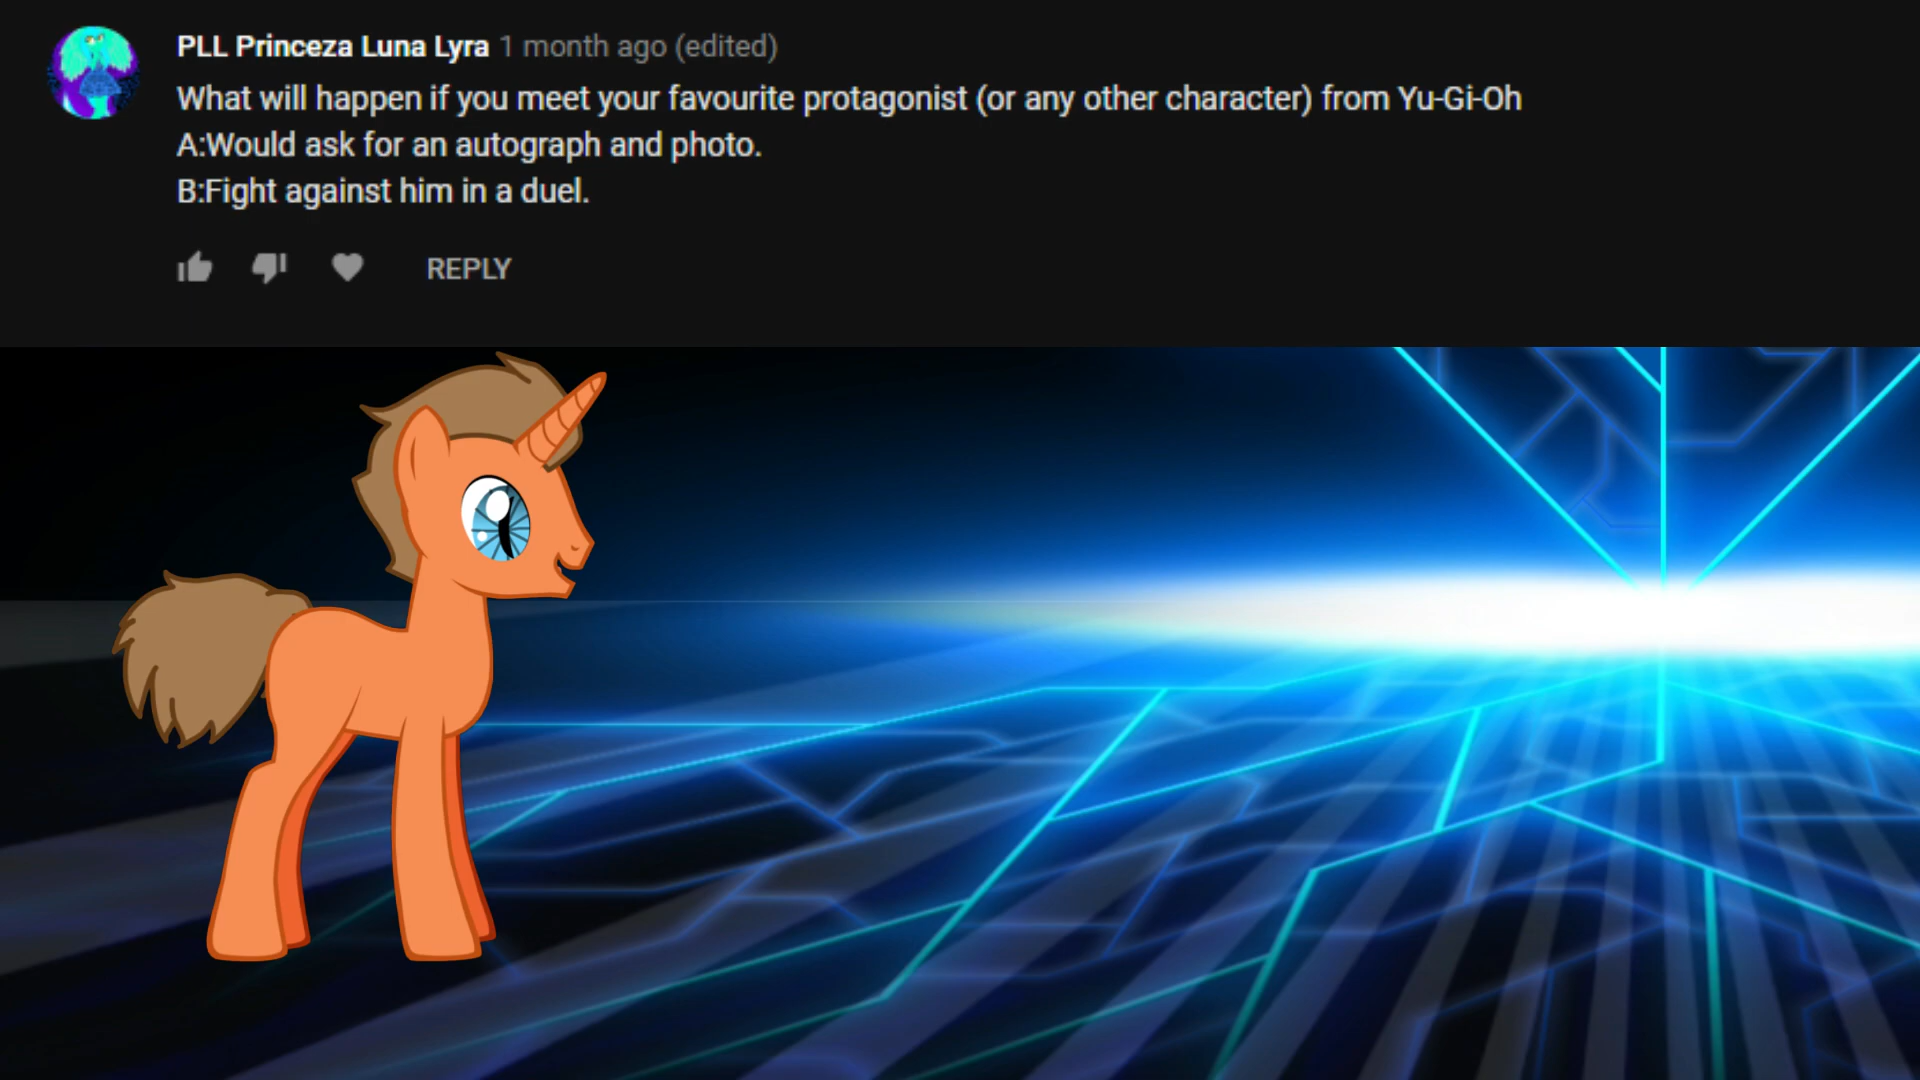 PLL Princeza Luna Lyra 1 month ago (edited)
What will happen if you meet your favourite protagonist (or any other character) from Yu-Gi-Oh
A:Would ask for an autograph and photo.
B:Fight against him in a duel.
REPLY